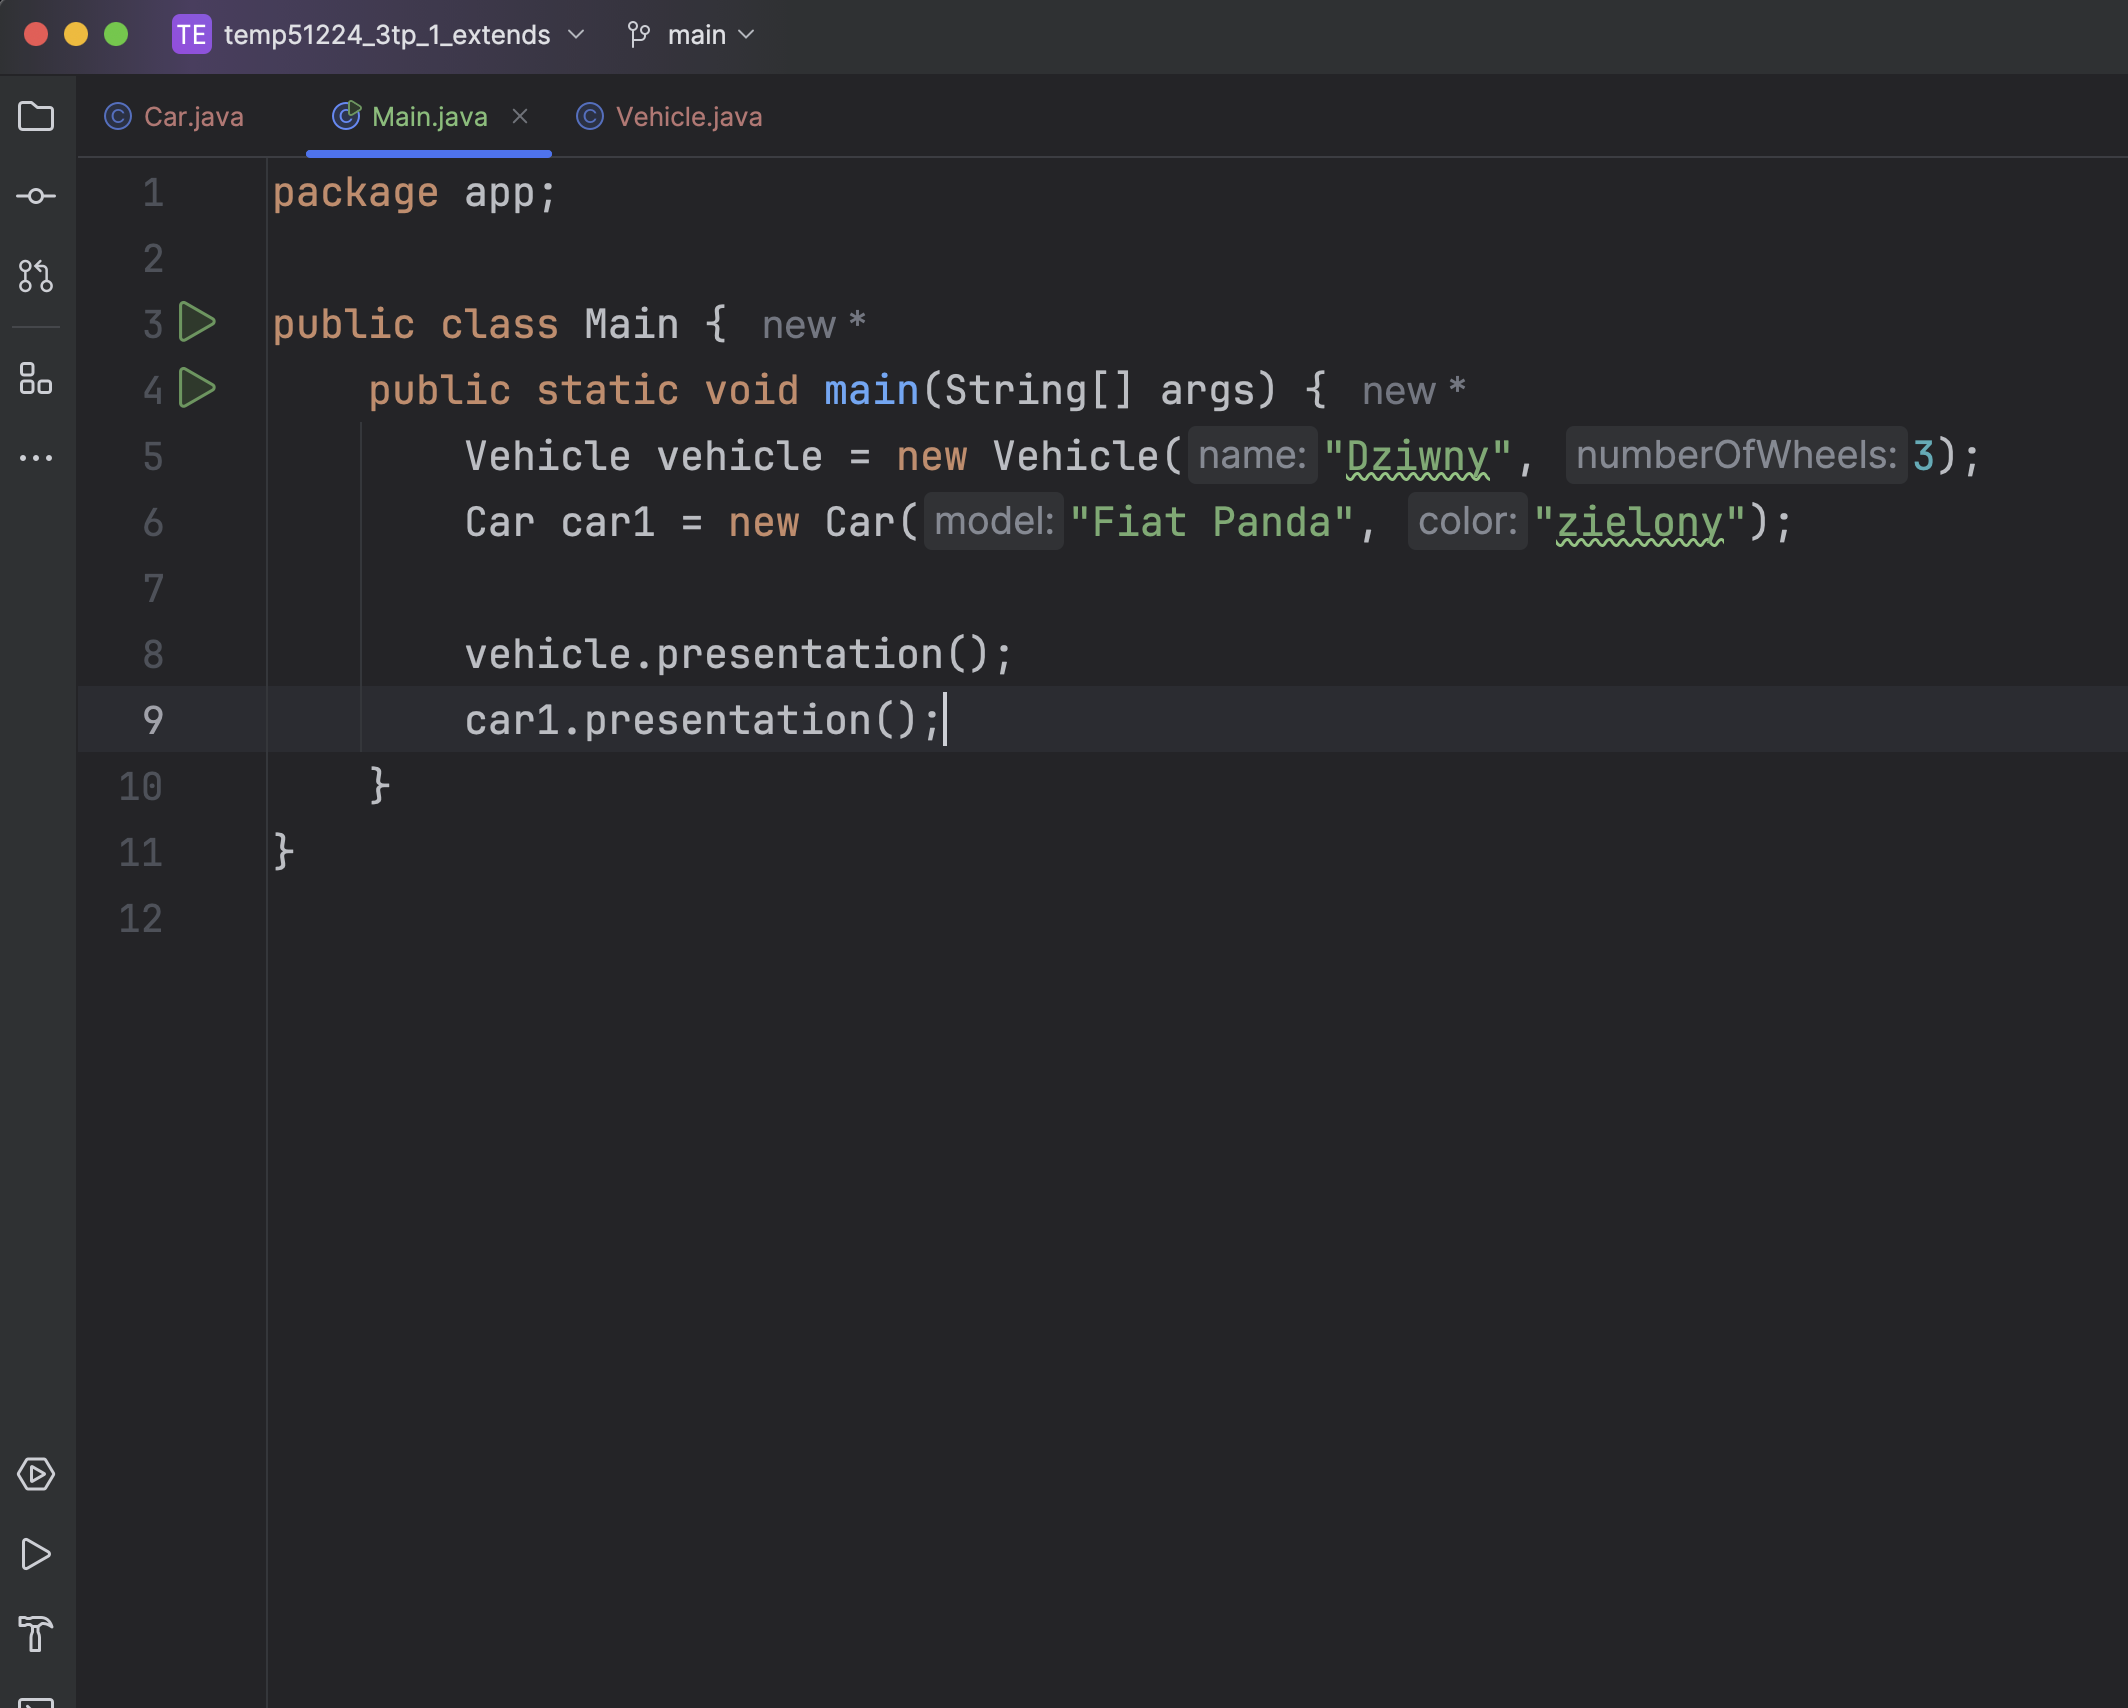 TE temp51224_3tp_1_extends main
Car.java Main.java Vehicle.java
1 package app;
2
3 public class Main { new *
4 public static void main(String[] args) { new *
5 Vehicle vehicle = new Vehicle( name: "Dziwny", numberOfWheels: 3);
6 Car car1 = new Car( model: "Fiat Panda", color: "zielony");
7
8 vehicle.presentation();
9 car1.presentation();
10 }
11 }
12